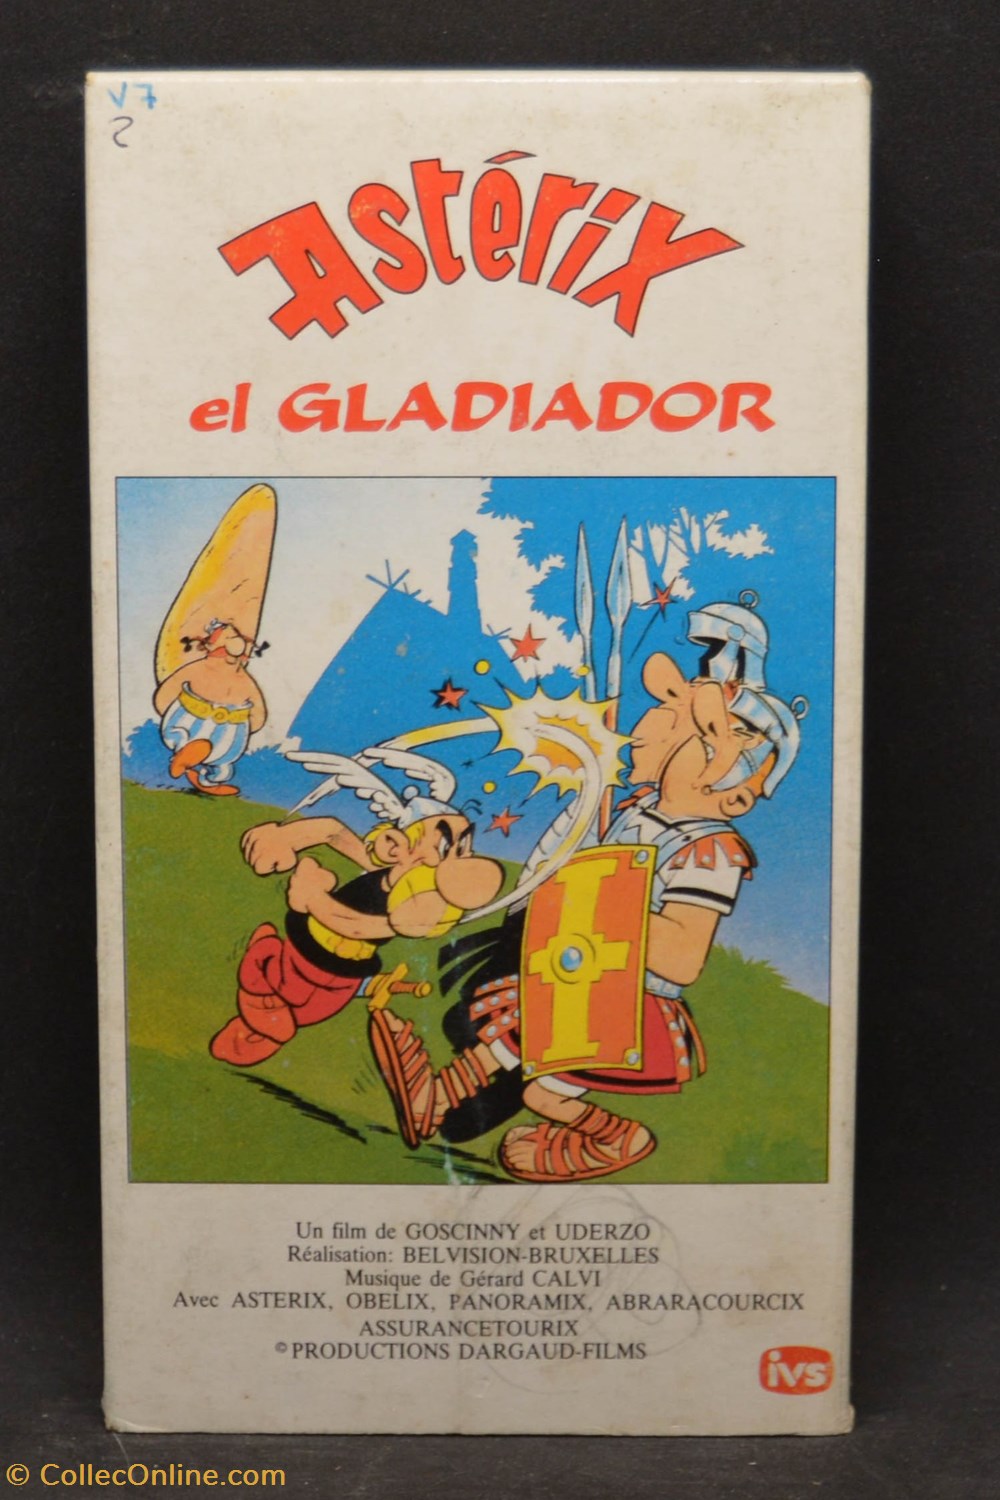 V7
2
Astérix
el GLADIADOR
Un film de GOSCINNY et UDERZO
Réalisation: BELVISION-BRUXELLES
Musique de Gérard CALVI
Avec ASTERIX, OBELIX, PANORAMIX, ABRARACOURCIX
ASSURANCETOURIX
©PRODUCTIONS DARGAUD-FILMS
ivs
© CollecOnline.com